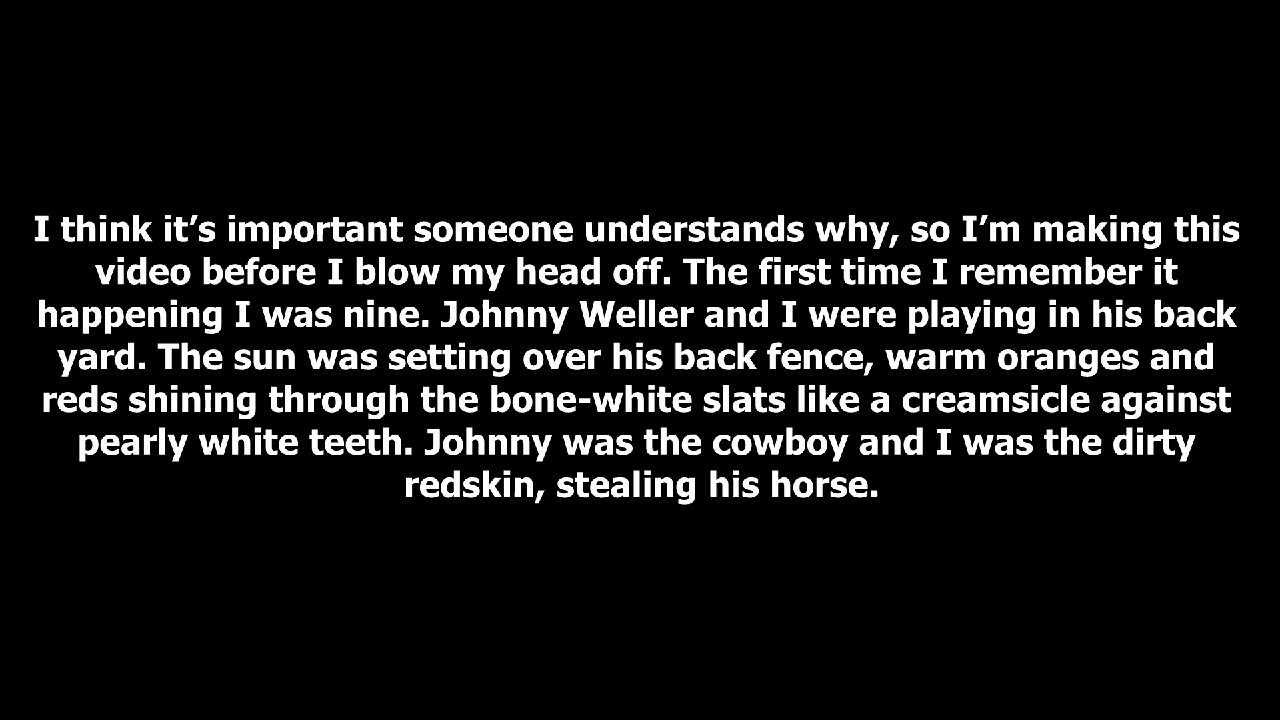 I think it’s important someone understands why, so I’m making this
video before I blow my head off. The first time I remember it
happening I was nine. Johnny Weller and I were playing in his back
yard. The sun was setting over his back fence, warm oranges and
reds shining through the bone-white slats like a creamsicle against
pearly white teeth. Johnny was the cowboy and I was the dirty
redskin, stealing his horse.